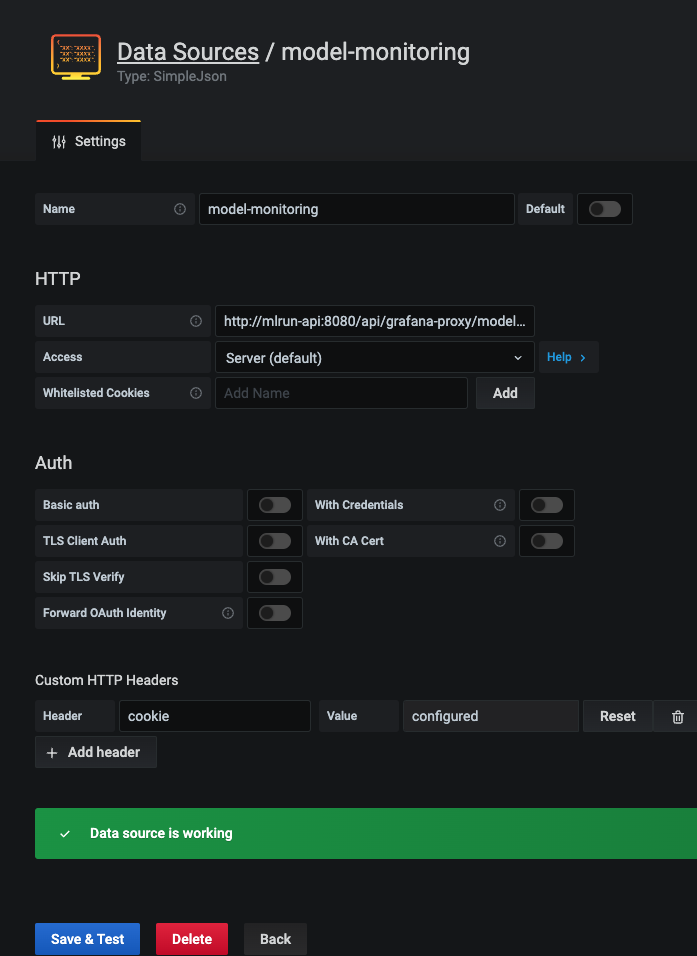 Data Sources / model-monitoring
Type: SimpleJson
Settings
Name model-monitoring Default
HTTP
URL http://mlrun-api:8080/api/grafana-proxy/model...
Access Server (default) Help
Whitelisted Cookies Add Name Add
Auth
Basic auth With Credentials
TLS Client Auth With CA Cert
Skip TLS Verify
Forward OAuth Identity
Custom HTTP Headers
Header cookie Value configured Reset
+ Add header
Data source is working
Save & Test Delete Back